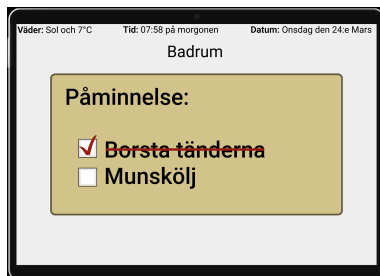 Väder: Sol och 7°C Tid: 07:58 på morgonen Datum: Onsdag den 24:e Mars
Badrum
Påminnelse:
Borsta tänderna
Munskölj